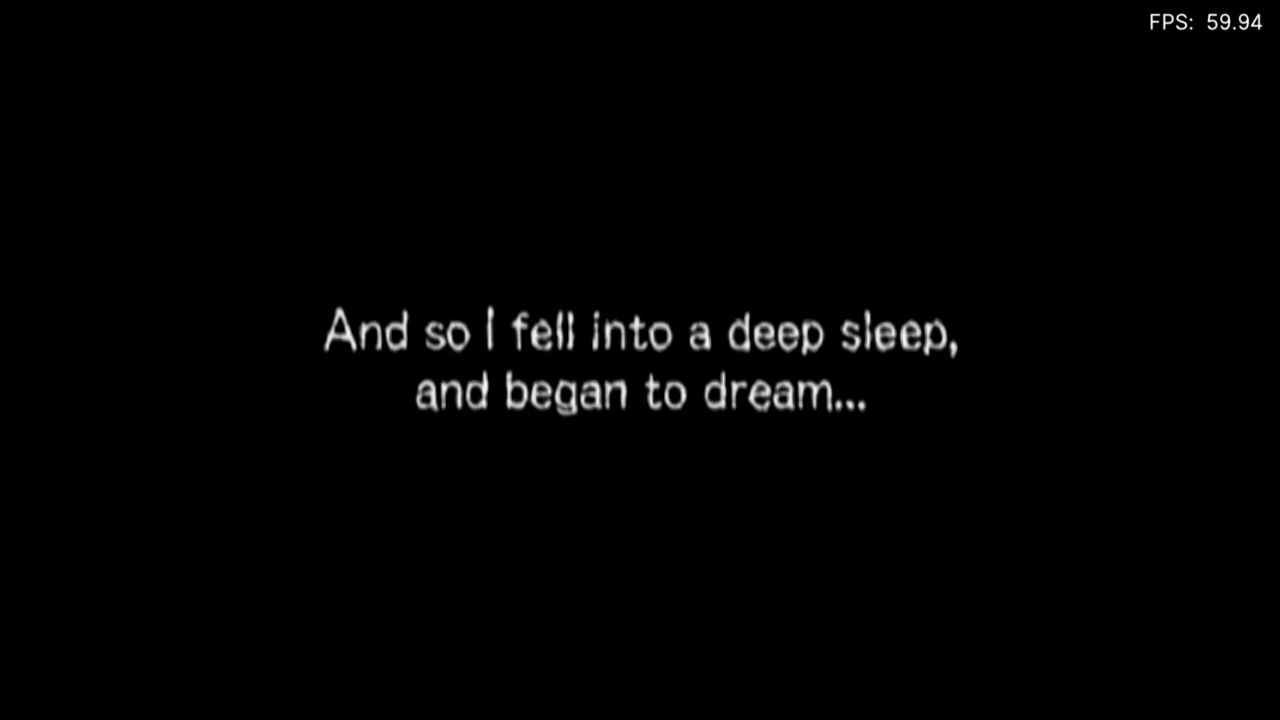 FPS: 59.94
And so I fell into a deep sleep,
and began to dream...